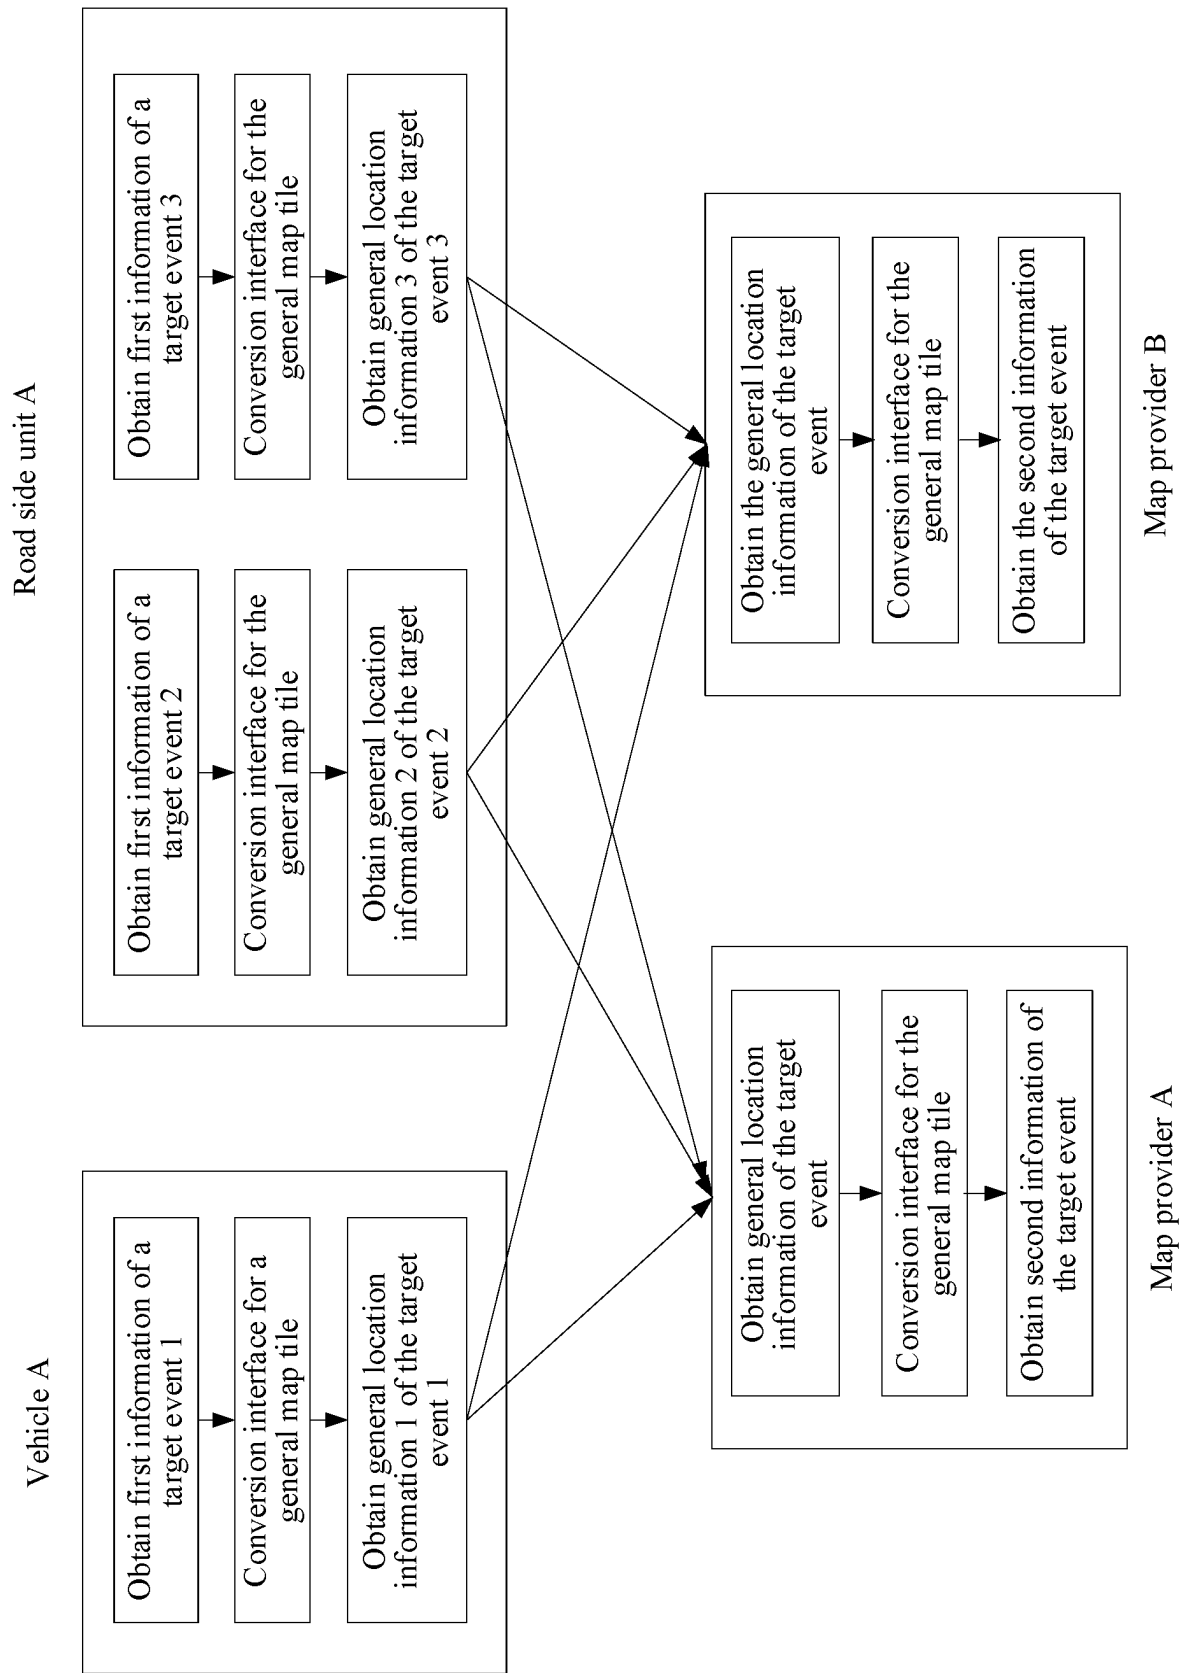 Vehicle A
Obtain first information of a
target event 1
Conversion interface for a
general map tile
Obtain general location
information 1 of the target
event 1
Road side unit A
Obtain first information of a
target event 2
Conversion interface for the
general map tile
Obtain general location
information 2 of the target
event 2
Obtain first information of a
target event 3
Conversion interface for the
general map tile
Obtain general location
information 3 of the target
event 3
Obtain general location
information of the target
event
Conversion interface for the
general map tile
Obtain second information of
the target event
Map provider A
Obtain the general location
information of the target
event
Conversion interface for the
general map tile
Obtain the second information
of the target event
Map provider B